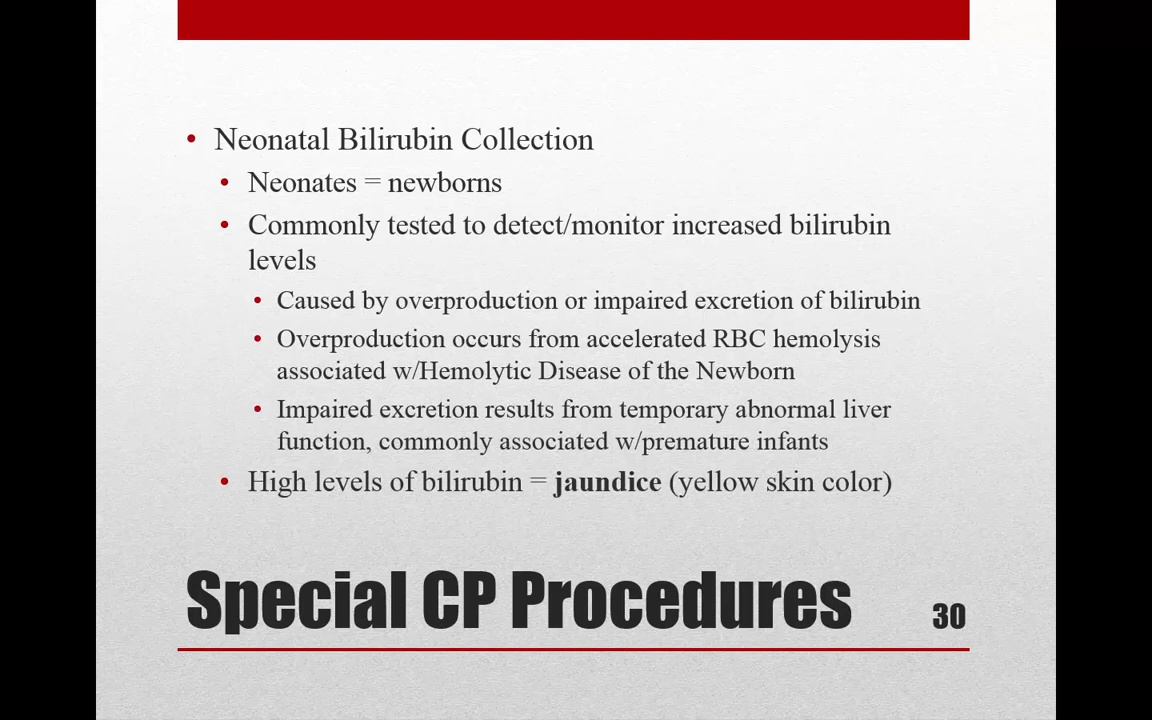 • Neonatal Bilirubin Collection
• Neonates = newborns
• Commonly tested to detect/monitor increased bilirubin
levels
• Caused by overproduction or impaired excretion of bilirubin
• Overproduction occurs from accelerated RBC hemolysis
associated w/Hemolytic Disease of the Newborn
• Impaired excretion results from temporary abnormal liver
function, commonly associated w/premature infants
• High levels of bilirubin = jaundice (yellow skin color)
Special CP Procedures
30